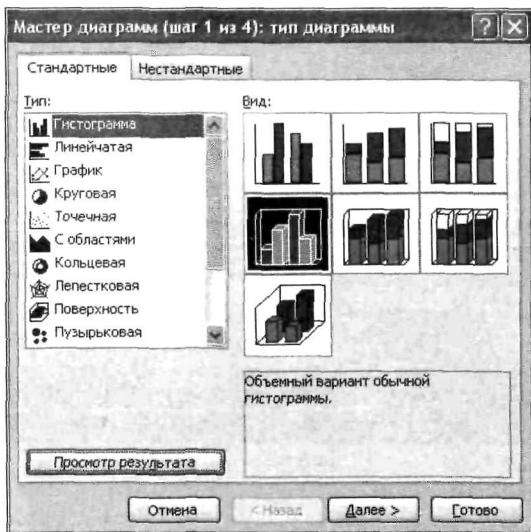 Мастер диаграмм (шаг 1 из 4): тип диаграммы
Стандартные Нестандартные
Тип:
Гистограмма
Линейчатая
График
Круговая
Точечная
С областями
Кольцевая
Лепестковая
Поверхность
Пузырьковая
Вид:
Объемный вариант обычной
гистограммы.
Просмотр результата
Отмена < Назад Далее > Готово